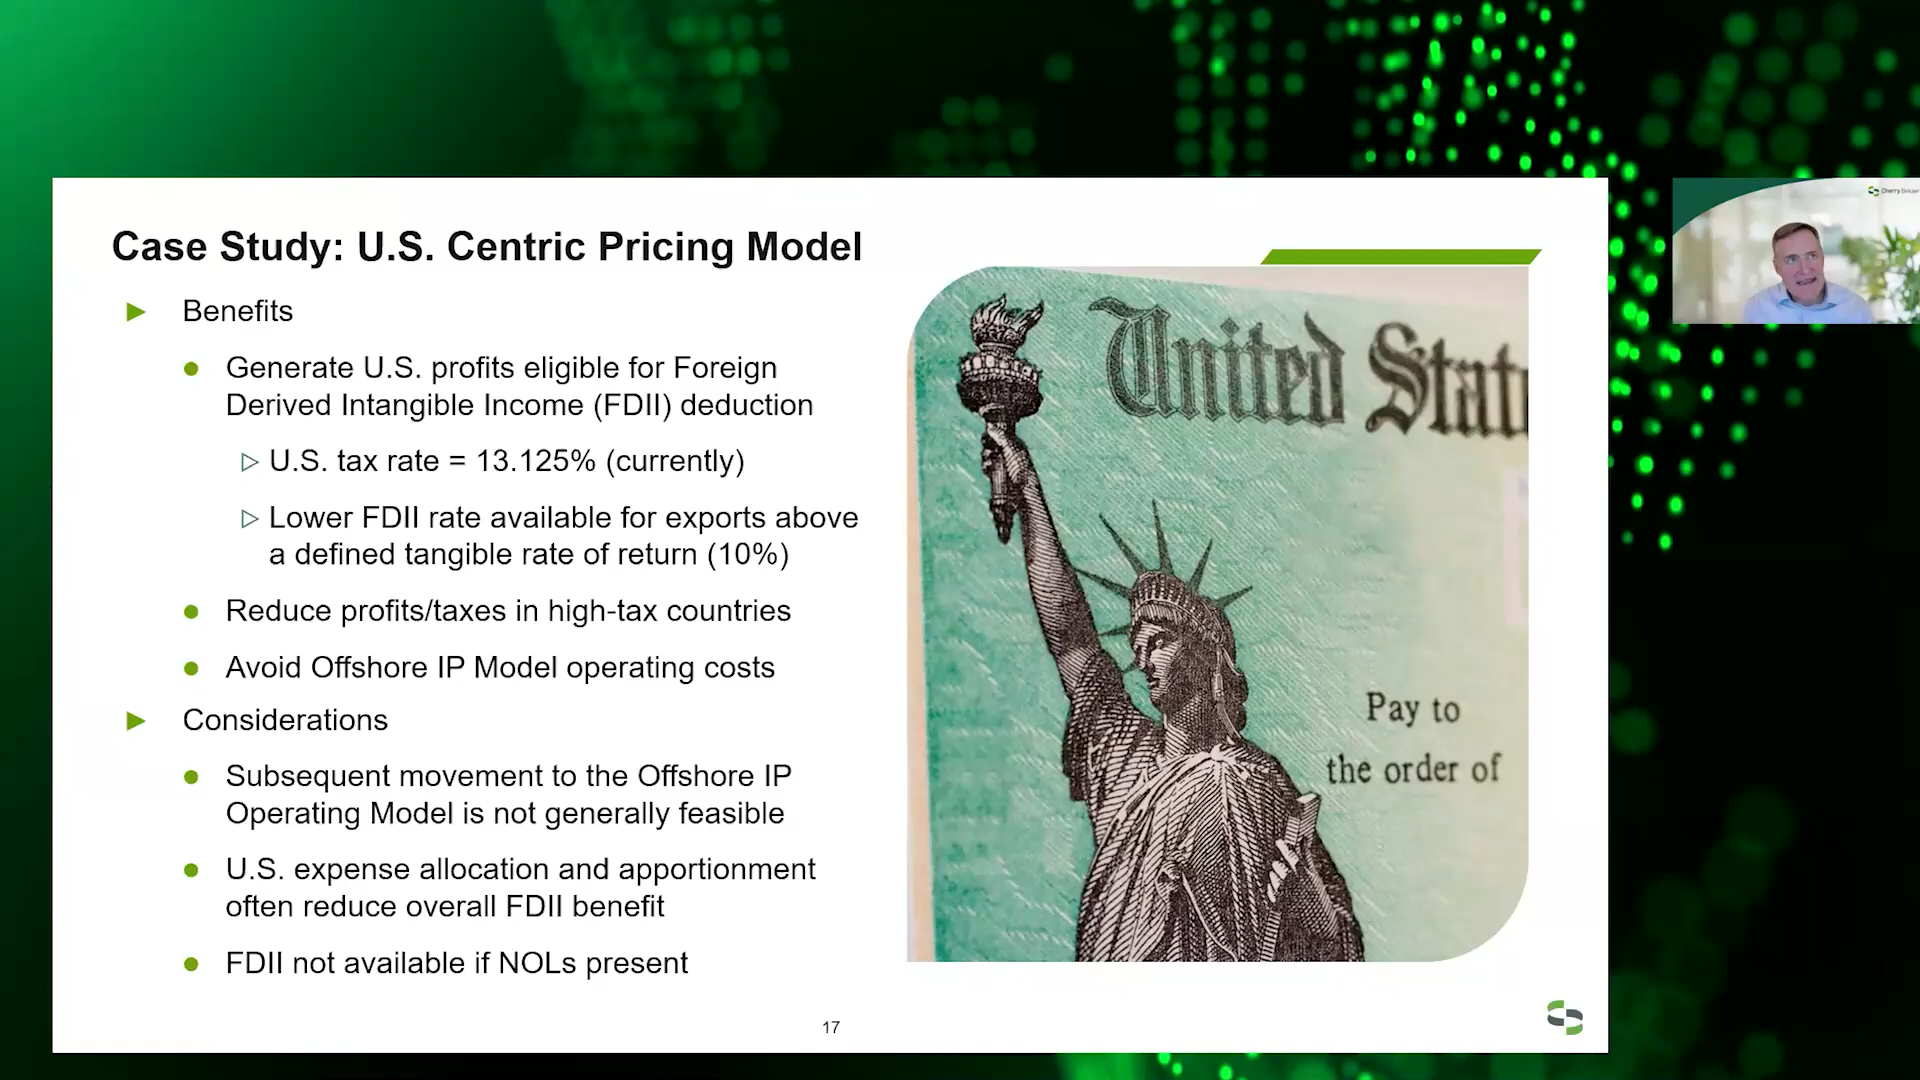 Case Study: U.S. Centric Pricing Model
Benefits
Generate U.S. profits eligible for Foreign
Derived Intangible Income (FDII) deduction
U.S. tax rate = 13.125% (currently)
Lower FDII rate available for exports above
a defined tangible rate of return (10%)
Reduce profits/taxes in high-tax countries
Avoid Offshore IP Model operating costs
Considerations
Subsequent movement to the Offshore IP
Operating Model is not generally feasible
U.S. expense allocation and apportionment
often reduce overall FDII benefit
FDII not available if NOLs present
17
United Stat
Pay to
the order of
Cherry Bekaer